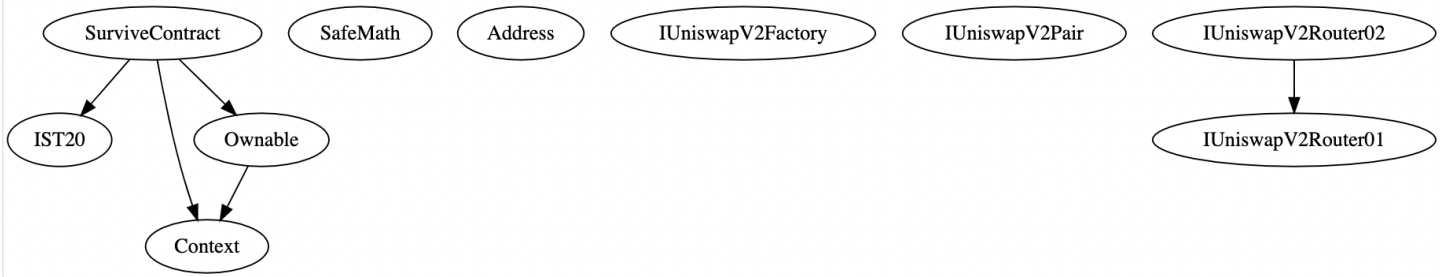 SurviveContract
SafeMath
Address
IUniswapV2Factory
IUniswapV2Pair
IUniswapV2Router02
IST20
Ownable
IUniswapV2Router01
Context